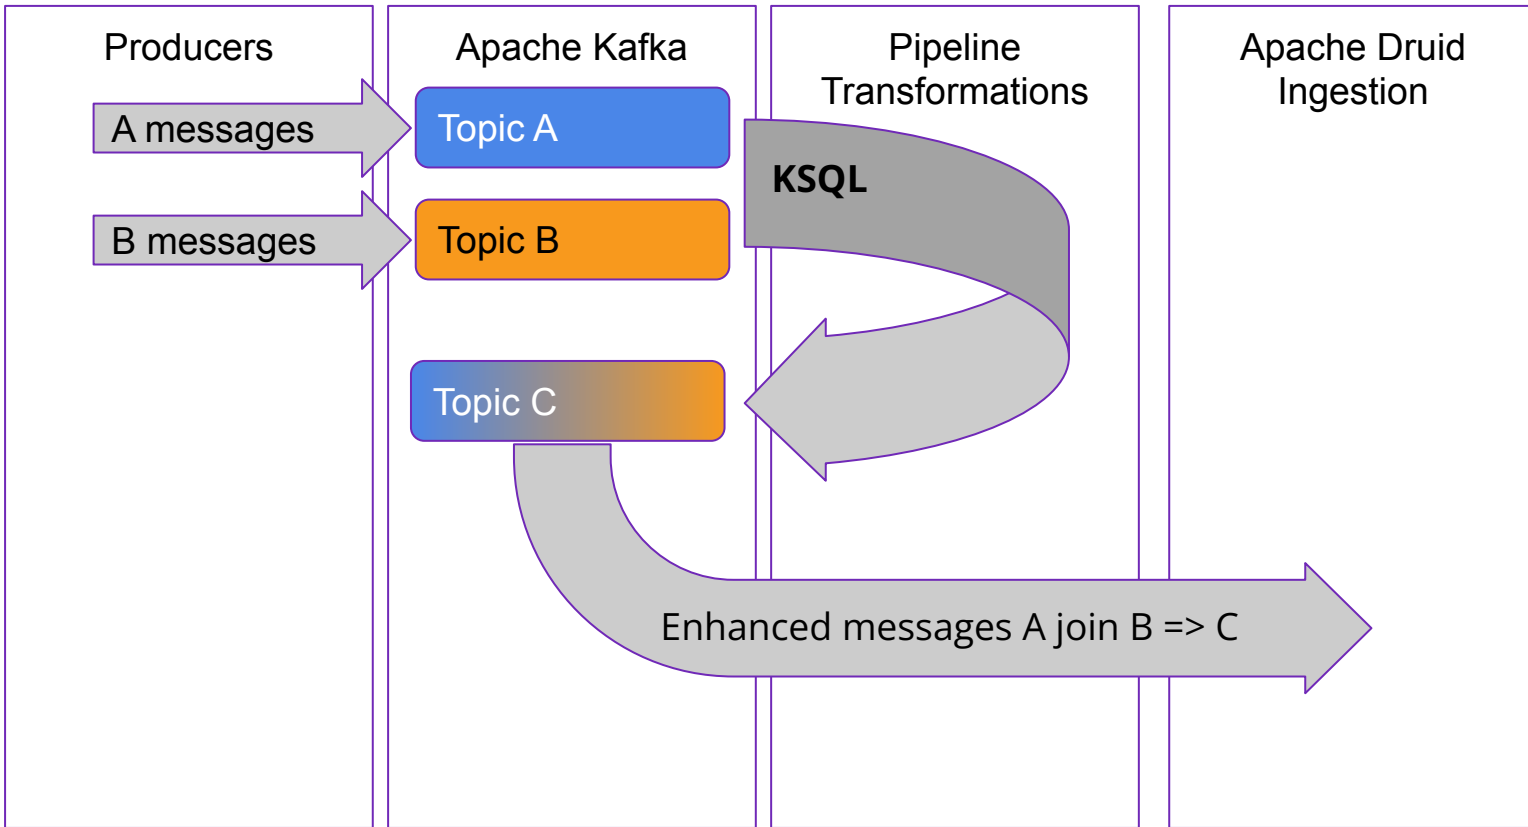 Producers
Apache Kafka
Pipeline
Transformations
Apache Druid
Ingestion
A messages
Topic A
KSQL
B messages
Topic B
Topic C
Enhanced messages A join B => C